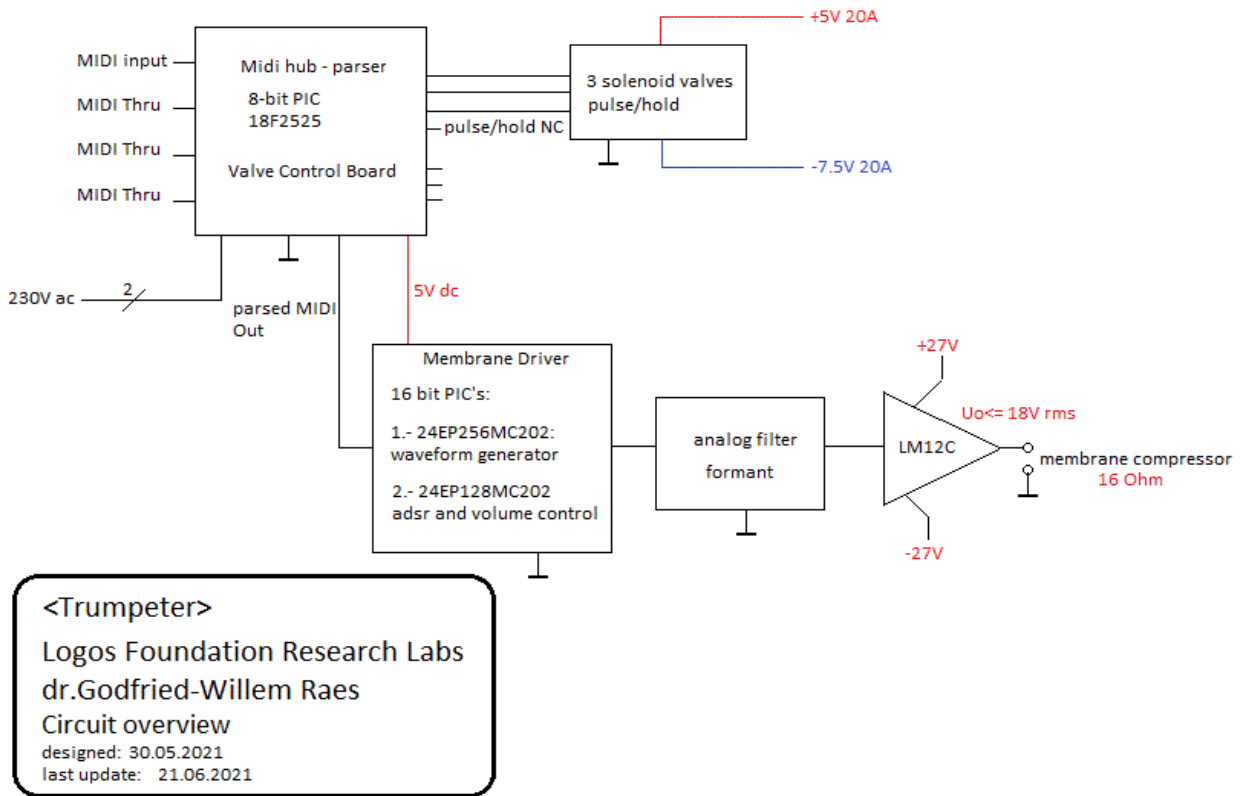 +5V 20A
MIDI input
Midi hub - parser
8-bit PIC
18F2525
Valve Control Board
MIDI Thru
MIDI Thru
MIDI Thru
3 solenoid valves
pulse/hold
pulse/hold NC
-7.5V 20A
230V ac
2
parsed MIDI
Out
5V dc
Membrane Driver
16 bit PIC's:
1.- 24EP256MC202:
waveform generator
2.- 24EP128MC202
adsr and volume control
analog filter
formant
+27V
Uo<= 18V rms
LM12C
membrane compressor
16 Ohm
-27V
<Trumpeter>
Logos Foundation Research Labs
dr.Godfried-Willem Raes
Circuit overview
designed: 30.05.2021
last update: 21.06.2021